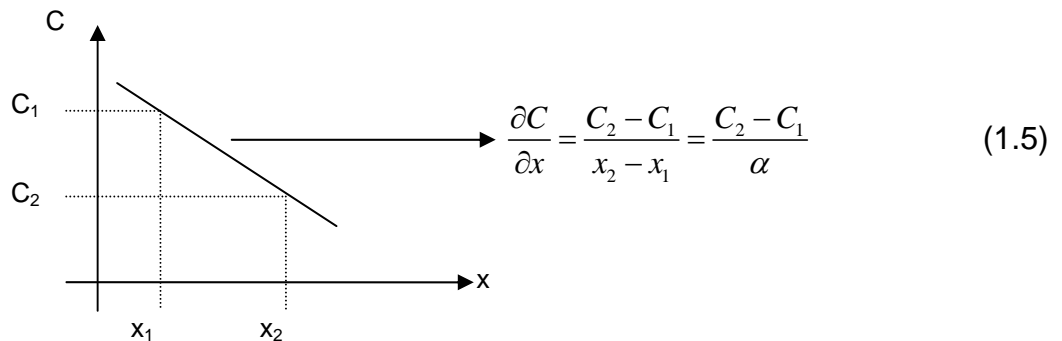 C
C₁
∂C/∂x = (C₂ − C₁)/(x₂ − x₁) = (C₂ − C₁)/α (1.5)
C₂
x
x₁ x₂